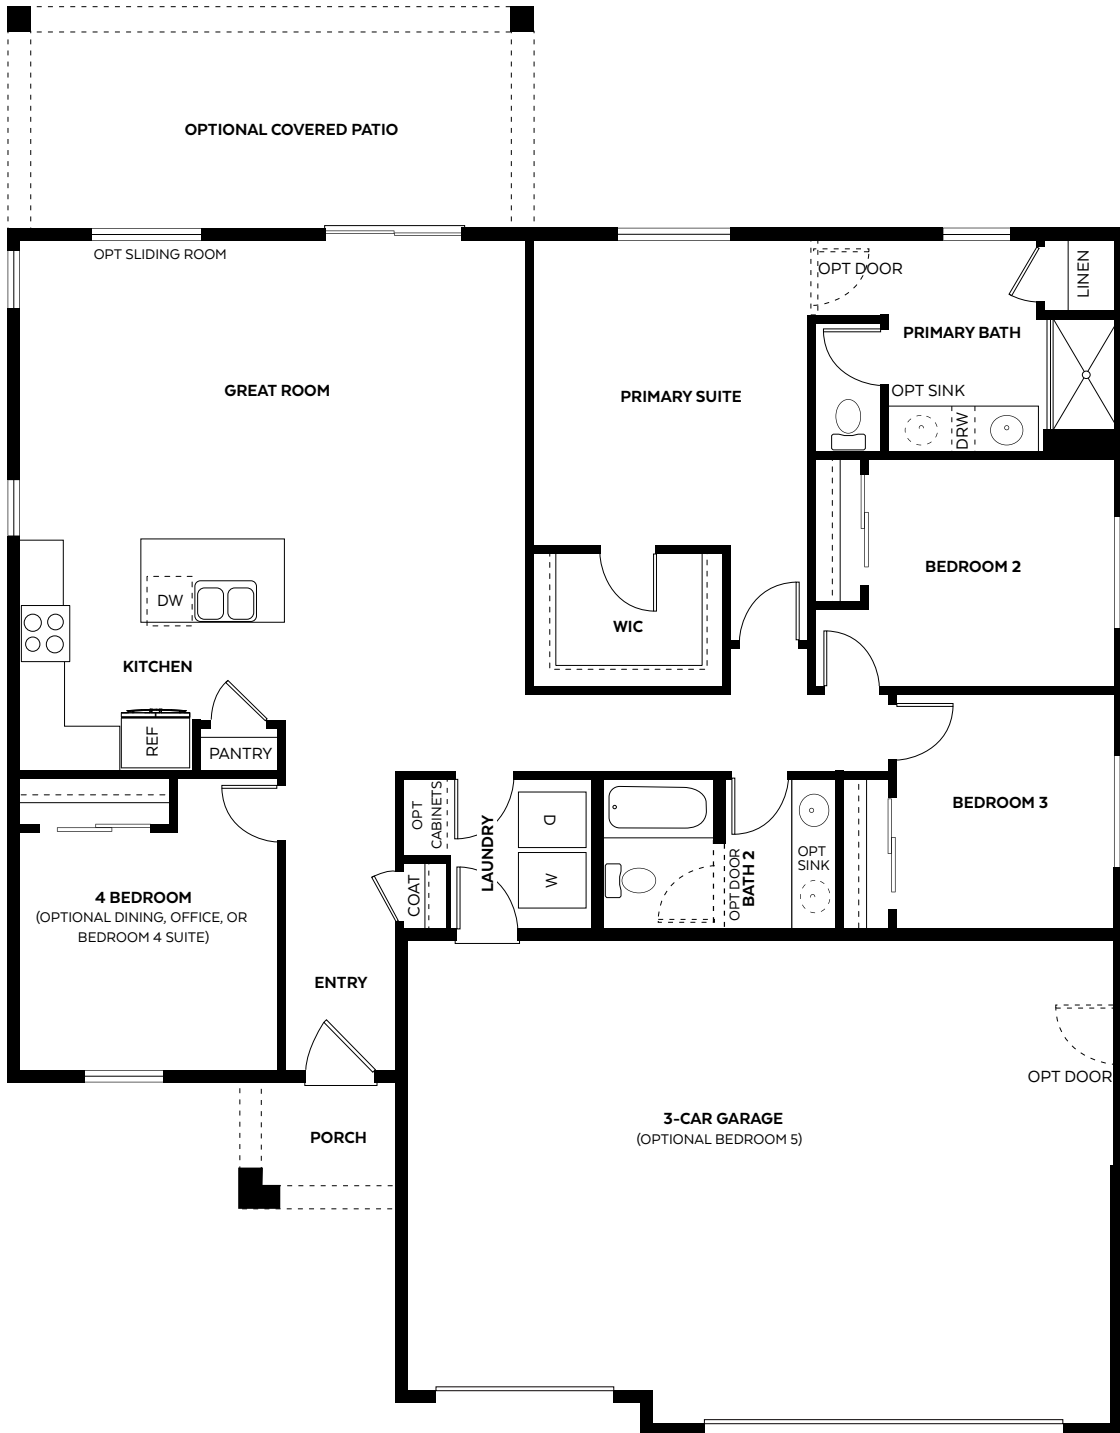 OPTIONAL COVERED PATIO
OPT SLIDING ROOM
OPT DOOR
LINEN
PRIMARY BATH
GREAT ROOM
PRIMARY SUITE
OPT SINK
DRW
BEDROOM 2
DW
WIC
KITCHEN
REF
PANTRY
BEDROOM 3
OPT
CABINETS
LAUNDRY
D
W
OPT
SINK
OPT DOOR
BATH 2
COAT
4 BEDROOM
(OPTIONAL DINING, OFFICE, OR
BEDROOM 4 SUITE)
ENTRY
OPT DOOR
3-CAR GARAGE
(OPTIONAL BEDROOM 5)
PORCH